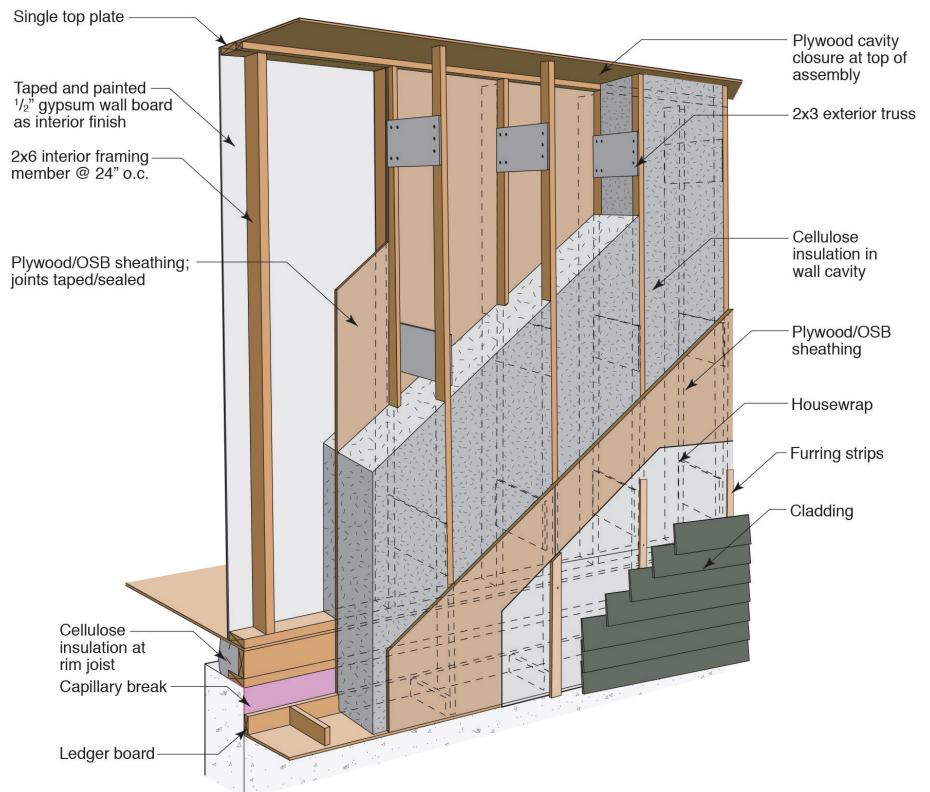 Single top plate
Taped and painted
1/2" gypsum wall board
as interior finish
2x6 interior framing
member @ 24" o.c.
Plywood/OSB sheathing;
joints taped/sealed
Cellulose
insulation at
rim joist
Capillary break
Ledger board
Plywood cavity
closure at top of
assembly
2x3 exterior truss
Cellulose
insulation in
wall cavity
Plywood/OSB
sheathing
Housewrap
Furring strips
Cladding